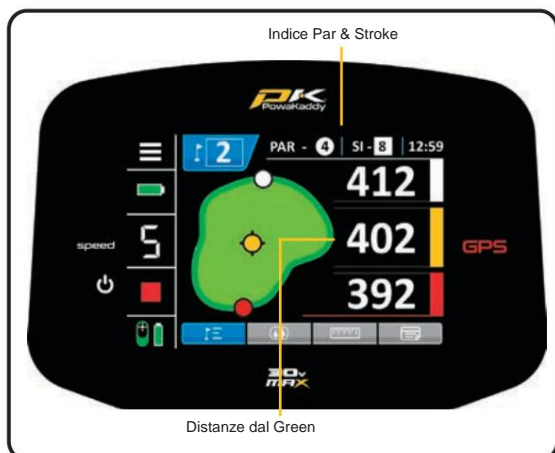 Indice Par & Stroke
PK
PowaKaddy
2 PAR - 4 SI - 8 12:59
412
speed 5 402 GPS
392
30v
MAX
Distanze dal Green